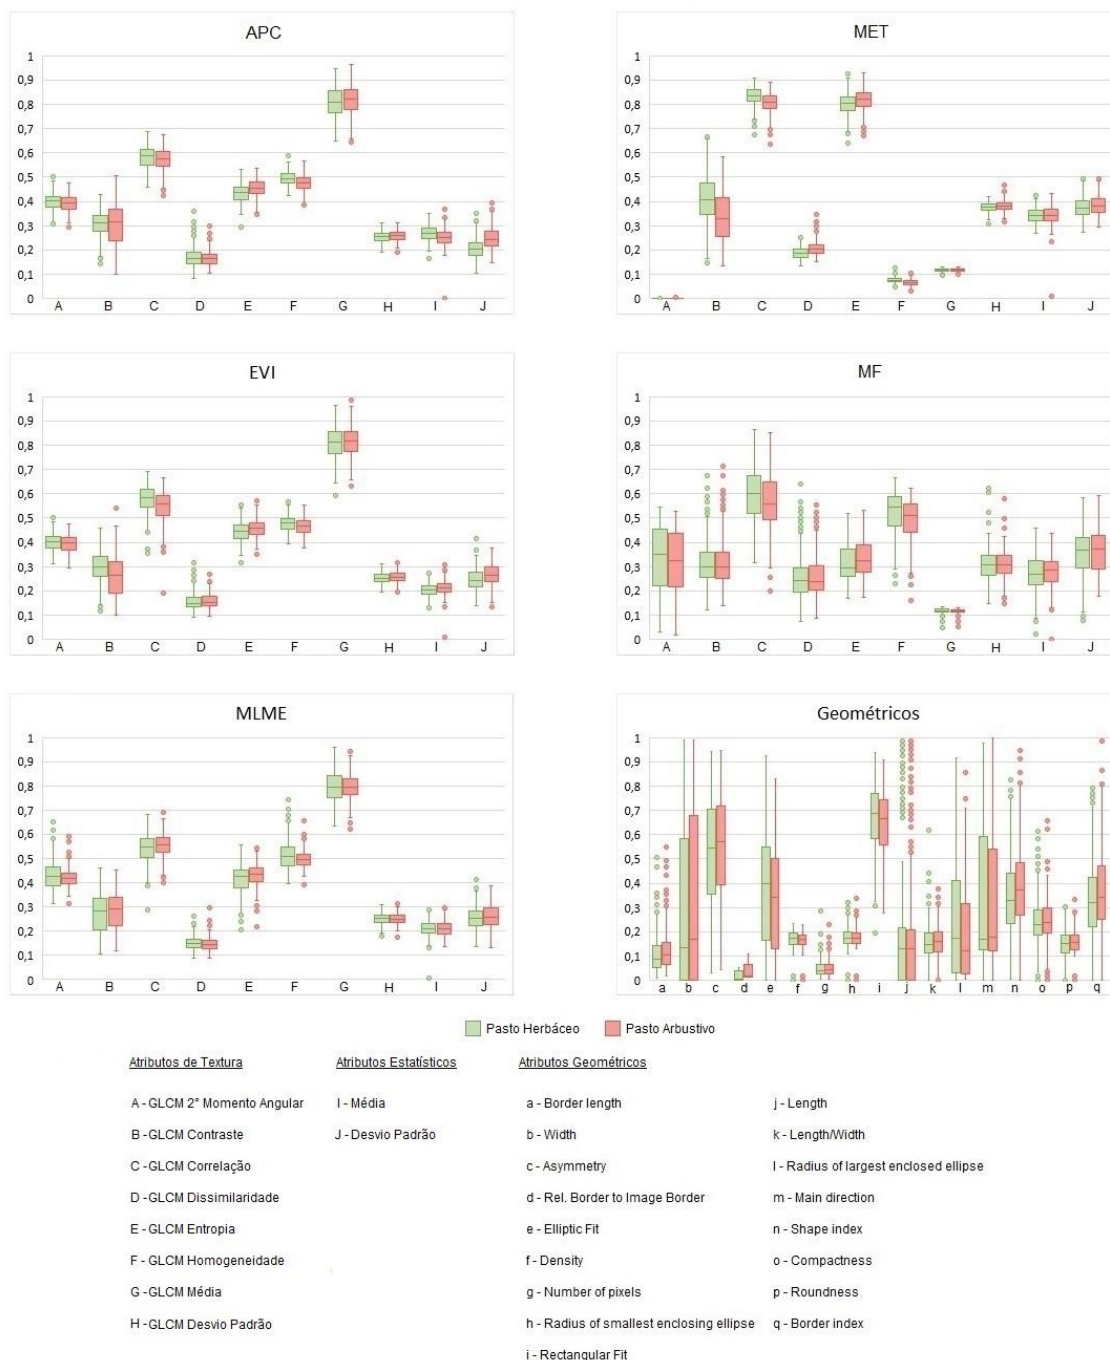 APC
1
0,9
0,8
0,7
0,6
0,5
0,4
0,3
0,2
0,1
0
A B C D E F G H I J
MET
1
0,9
0,8
0,7
0,6
0,5
0,4
0,3
0,2
0,1
0
A B C D E F G H I J
EVI
1
0,9
0,8
0,7
0,6
0,5
0,4
0,3
0,2
0,1
0
A B C D E F G H I J
MF
1
0,9
0,8
0,7
0,6
0,5
0,4
0,3
0,2
0,1
0
A B C D E F G H I J
MLME
1
0,9
0,8
0,7
0,6
0,5
0,4
0,3
0,2
0,1
0
A B C D E F G H I J
Geométricos
1
0,9
0,8
0,7
0,6
0,5
0,4
0,3
0,2
0,1
0
a b c d e f g h i j k l m n o p q
Pasto Herbáceo Pasto Arbustivo
Atributos de Textura
A - GLCM 2° Momento Angular
B - GLCM Contraste
C - GLCM Correlação
D - GLCM Dissimilaridade
E - GLCM Entropia
F - GLCM Homogeneidade
G - GLCM Média
H - GLCM Desvio Padrão
Atributos Estatísticos
I - Média
J - Desvio Padrão
Atributos Geométricos
a - Border length
b - Width
c - Asymmetry
d - Rel. Border to Image Border
e - Elliptic Fit
f - Density
g - Number of pixels
h - Radius of smallest enclosing ellipse
i - Rectangular Fit
j - Length
k - Length/Width
l - Radius of largest enclosed ellipse
m - Main direction
n - Shape index
o - Compactness
p - Roundness
q - Border index